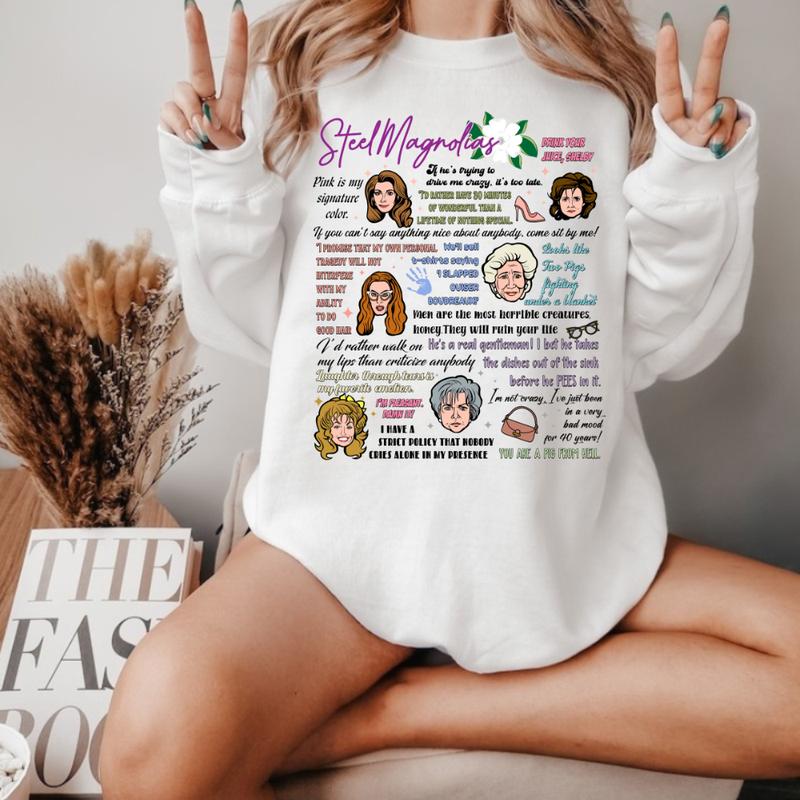 Steel Magnolias
DRINK YOUR
JUICE, SHELBY
Pink is my
signature
color.
If he's trying to
drive me crazy, it's too late.
"I'D RATHER HAVE 30 MINUTES
OF WONDERFUL THAN A
LIFETIME OF NOTHING SPECIAL.
If you can't say anything nice about anybody, come sit by me!
"I PROMISE THAT MY OWN PERSONAL
TRAGEDY WILL NOT
INTERFERE
WITH MY
ABILITY
TO DO
GOOD HAIR
We'll sell
t-shirts saying
"I SLAPPED
OUISER
BOUDREAUX"
Looks like
Two Pigs
fighting
under a blanket
Men are the most horrible creatures,
honey.They will ruin your life
I'd rather walk on
my lips than criticize anybody
He's a real gentleman! I bet he takes
the dishes out of the sink
before he PEES in it.
Laughter through tears is
my favorite emotion.
I'M PLEASANT,
DAMN IT
I HAVE A
STRICT POLICY THAT NOBODY
CRIES ALONE IN MY PRESENCE
I'm not crazy, I've just been
in a very
bad mood
for 40 years!
YOU ARE A PIG FROM HELL.
THE
FAS
BOO